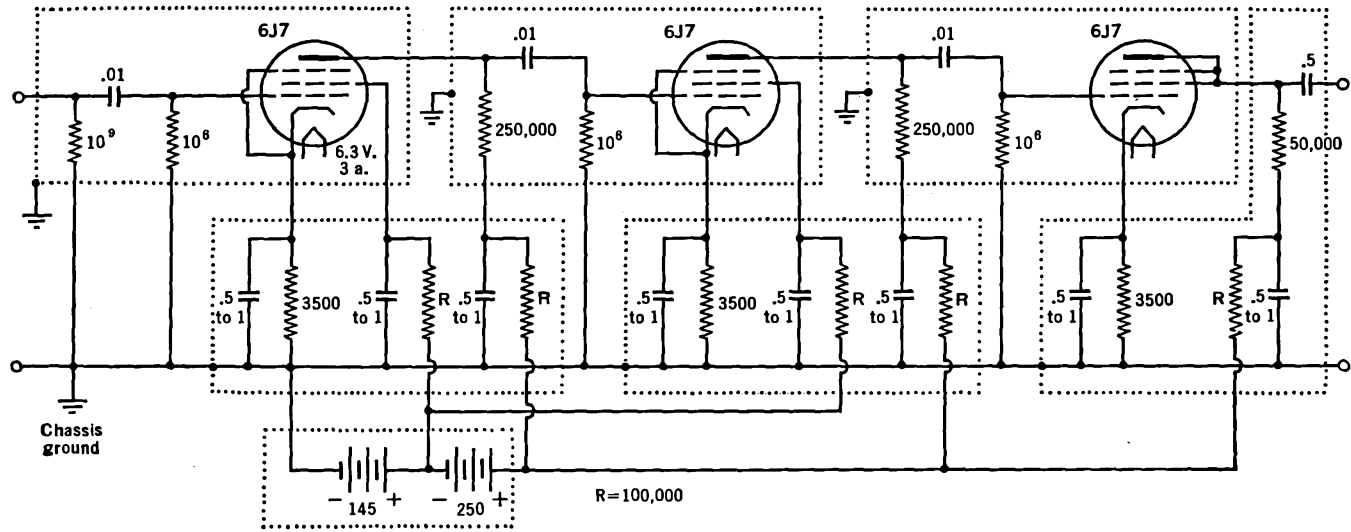 6J7
.01
6J7
.01
6J7
.5
.01
10⁹
10⁶
6.3 V.
3 a.
250,000
10⁶
250,000
10⁶
50,000
.5
to 1
3500
.5
to 1
R
.5
to 1
R
.5
to 1
3500
.5
to 1
R
.5
to 1
R
.5
to 1
3500
R
.5
to 1
Chassis
ground
− 145 +
− 250 +
R=100,000